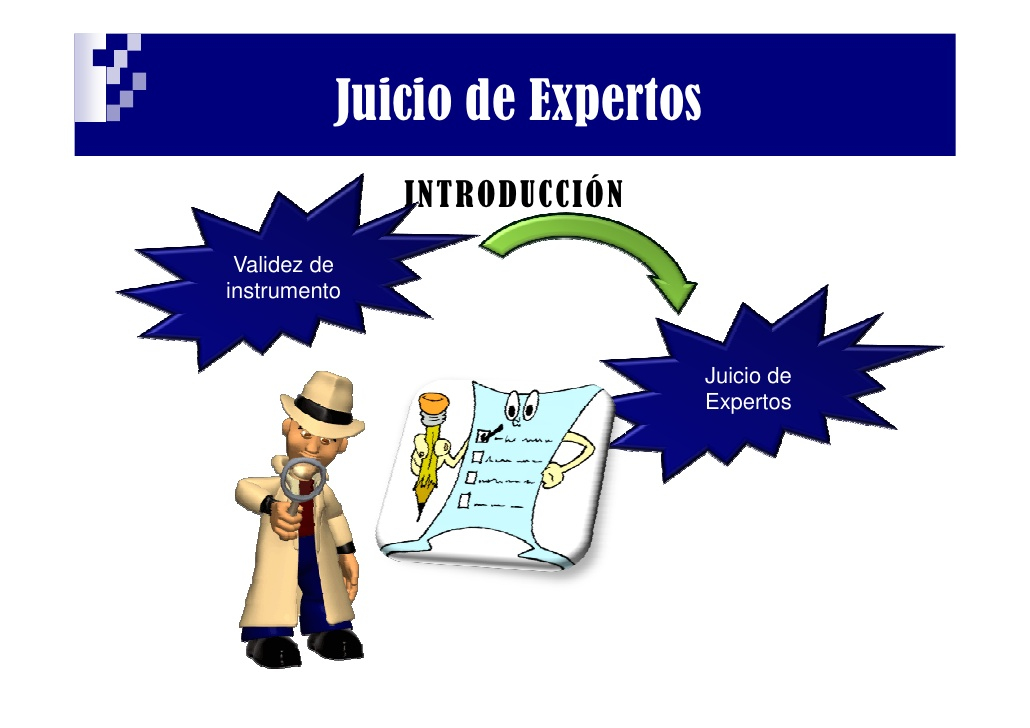 Juicio de Expertos
INTRODUCCIÓN
Validez de
instrumento
Juicio de
Expertos